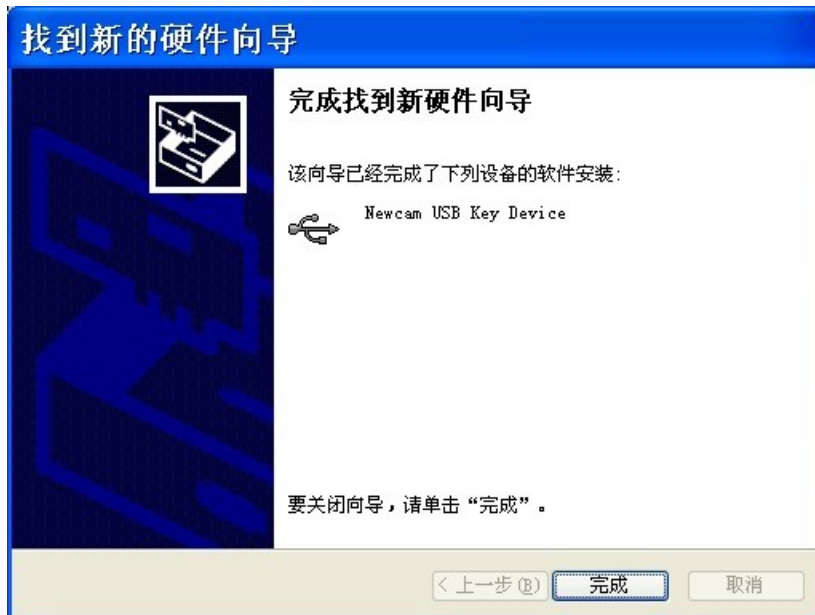 找到新的硬件向导
完成找到新硬件向导
该向导已经完成了下列设备的软件安装:
Newcam USB Key Device
要关闭向导，请单击“完成”。
< 上一步(B)
完成
取消